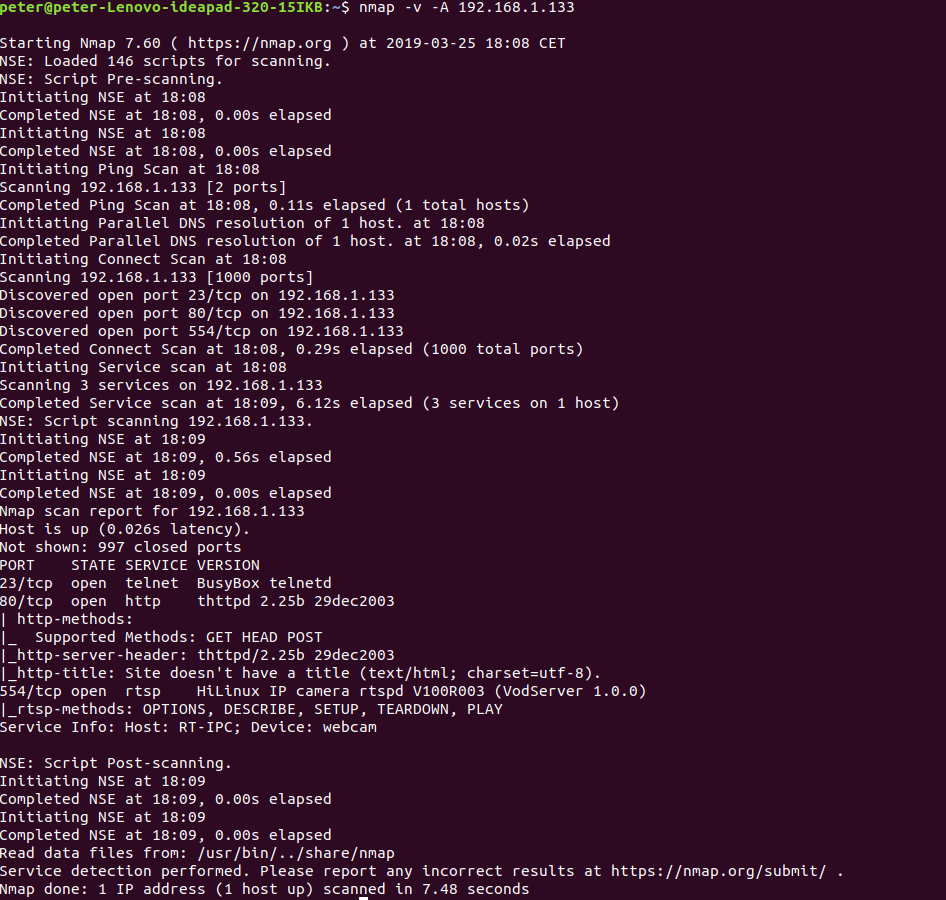 peter@peter-Lenovo-ideapad-320-15IKB:~$ nmap -v -A 192.168.1.133

Starting Nmap 7.60 ( https://nmap.org ) at 2019-03-25 18:08 CET
NSE: Loaded 146 scripts for scanning.
NSE: Script Pre-scanning.
Initiating NSE at 18:08
Completed NSE at 18:08, 0.00s elapsed
Initiating NSE at 18:08
Completed NSE at 18:08, 0.00s elapsed
Initiating Ping Scan at 18:08
Scanning 192.168.1.133 [2 ports]
Completed Ping Scan at 18:08, 0.11s elapsed (1 total hosts)
Initiating Parallel DNS resolution of 1 host. at 18:08
Completed Parallel DNS resolution of 1 host. at 18:08, 0.02s elapsed
Initiating Connect Scan at 18:08
Scanning 192.168.1.133 [1000 ports]
Discovered open port 23/tcp on 192.168.1.133
Discovered open port 80/tcp on 192.168.1.133
Discovered open port 554/tcp on 192.168.1.133
Completed Connect Scan at 18:08, 0.29s elapsed (1000 total ports)
Initiating Service scan at 18:08
Scanning 3 services on 192.168.1.133
Completed Service scan at 18:09, 6.12s elapsed (3 services on 1 host)
NSE: Script scanning 192.168.1.133.
Initiating NSE at 18:09
Completed NSE at 18:09, 0.56s elapsed
Initiating NSE at 18:09
Completed NSE at 18:09, 0.00s elapsed
Nmap scan report for 192.168.1.133
Host is up (0.026s latency).
Not shown: 997 closed ports
PORT    STATE SERVICE VERSION
23/tcp  open  telnet  BusyBox telnetd
80/tcp  open  http    thttpd 2.25b 29dec2003
| http-methods:
|_  Supported Methods: GET HEAD POST
|_http-server-header: thttpd/2.25b 29dec2003
|_http-title: Site doesn't have a title (text/html; charset=utf-8).
554/tcp open  rtsp    HiLinux IP camera rtspd V100R003 (VodServer 1.0.0)
|_rtsp-methods: OPTIONS, DESCRIBE, SETUP, TEARDOWN, PLAY
Service Info: Host: RT-IPC; Device: webcam

NSE: Script Post-scanning.
Initiating NSE at 18:09
Completed NSE at 18:09, 0.00s elapsed
Initiating NSE at 18:09
Completed NSE at 18:09, 0.00s elapsed
Read data files from: /usr/bin/../share/nmap
Service detection performed. Please report any incorrect results at https://nmap.org/submit/ .
Nmap done: 1 IP address (1 host up) scanned in 7.48 seconds